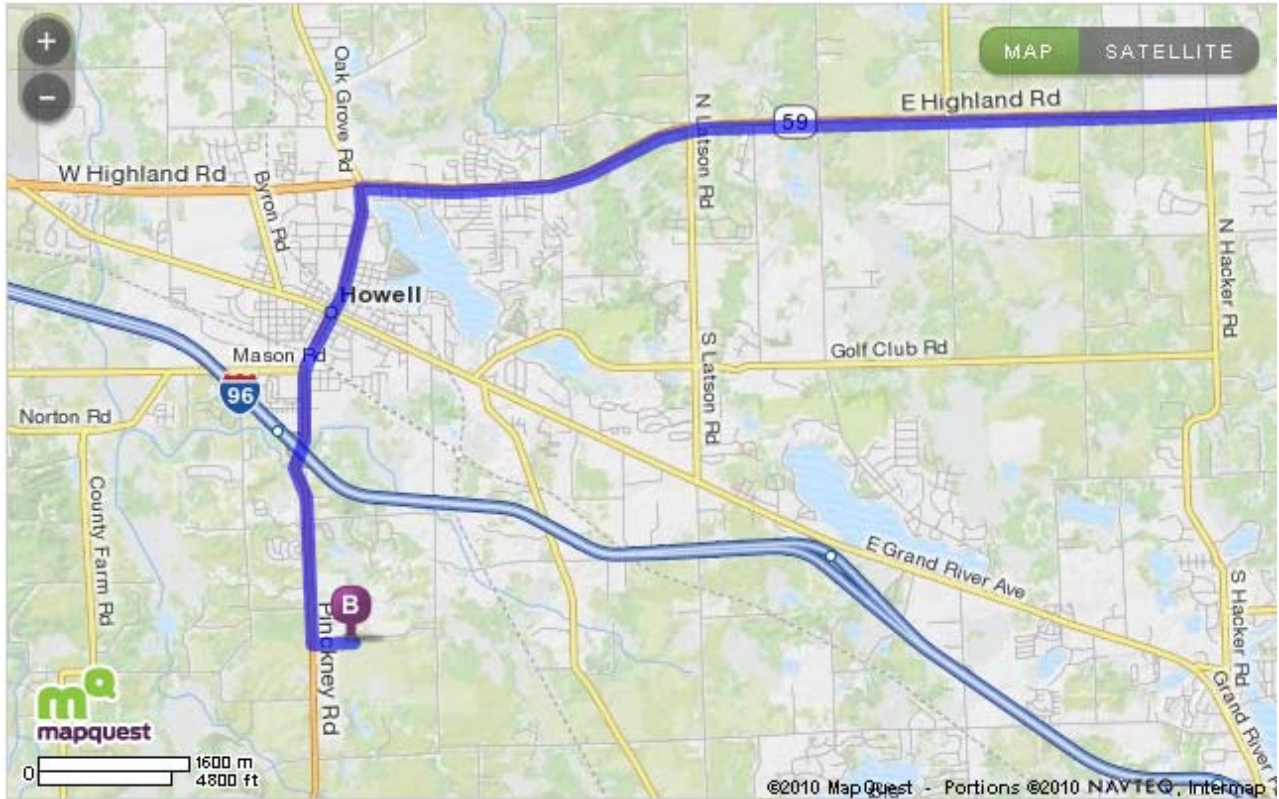 +
−
MAP
SATELLITE
Oak Grove Rd
W Highland Rd
Byron Rd
N Latson Rd
59
E Highland Rd
N Hacker Rd
Howell
Mason Rd
96
Norton Rd
S Latson Rd
Golf Club Rd
County Farm Rd
E Grand River Ave
S Hacker Rd
Grand River
B
Pinckney Rd
mQ
mapquest
0
1600 m
4800 ft
©2010 MapQuest - Portions ©2010 NAVTEQ, Intermap